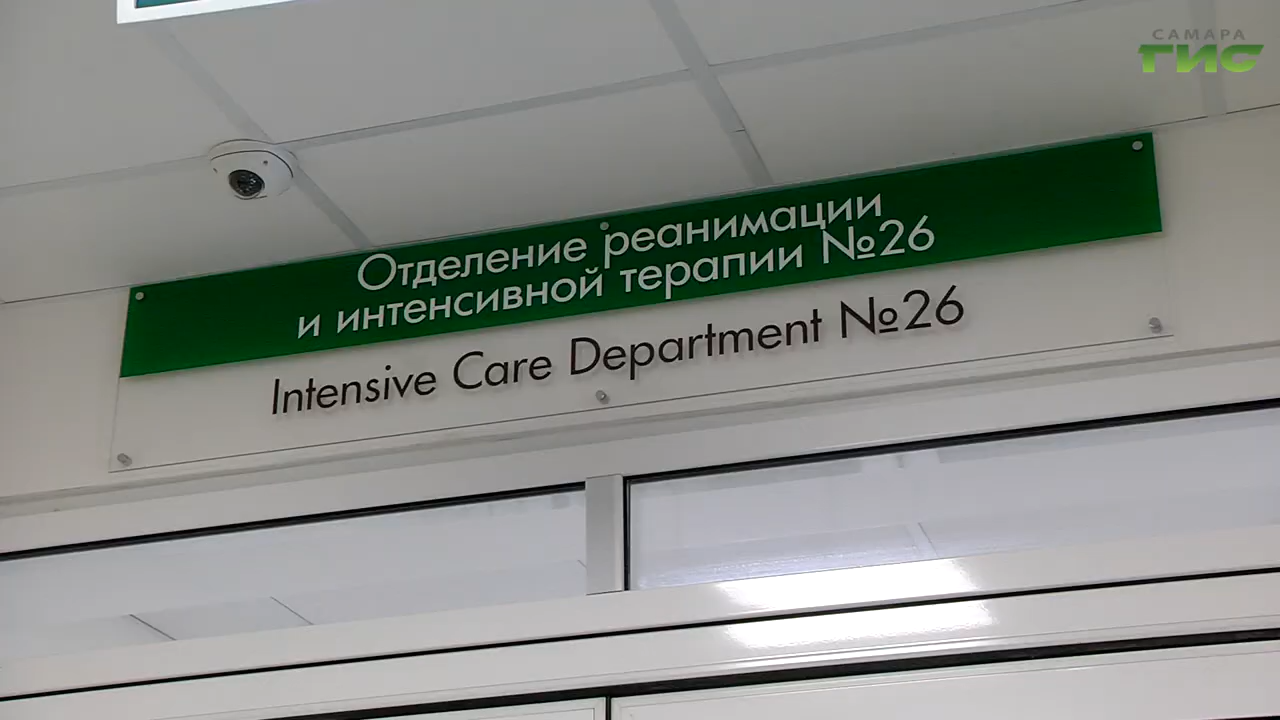 САМАРА
ГИС
Отделение реанимации
и интенсивной терапии №26
Intensive Care Department №26